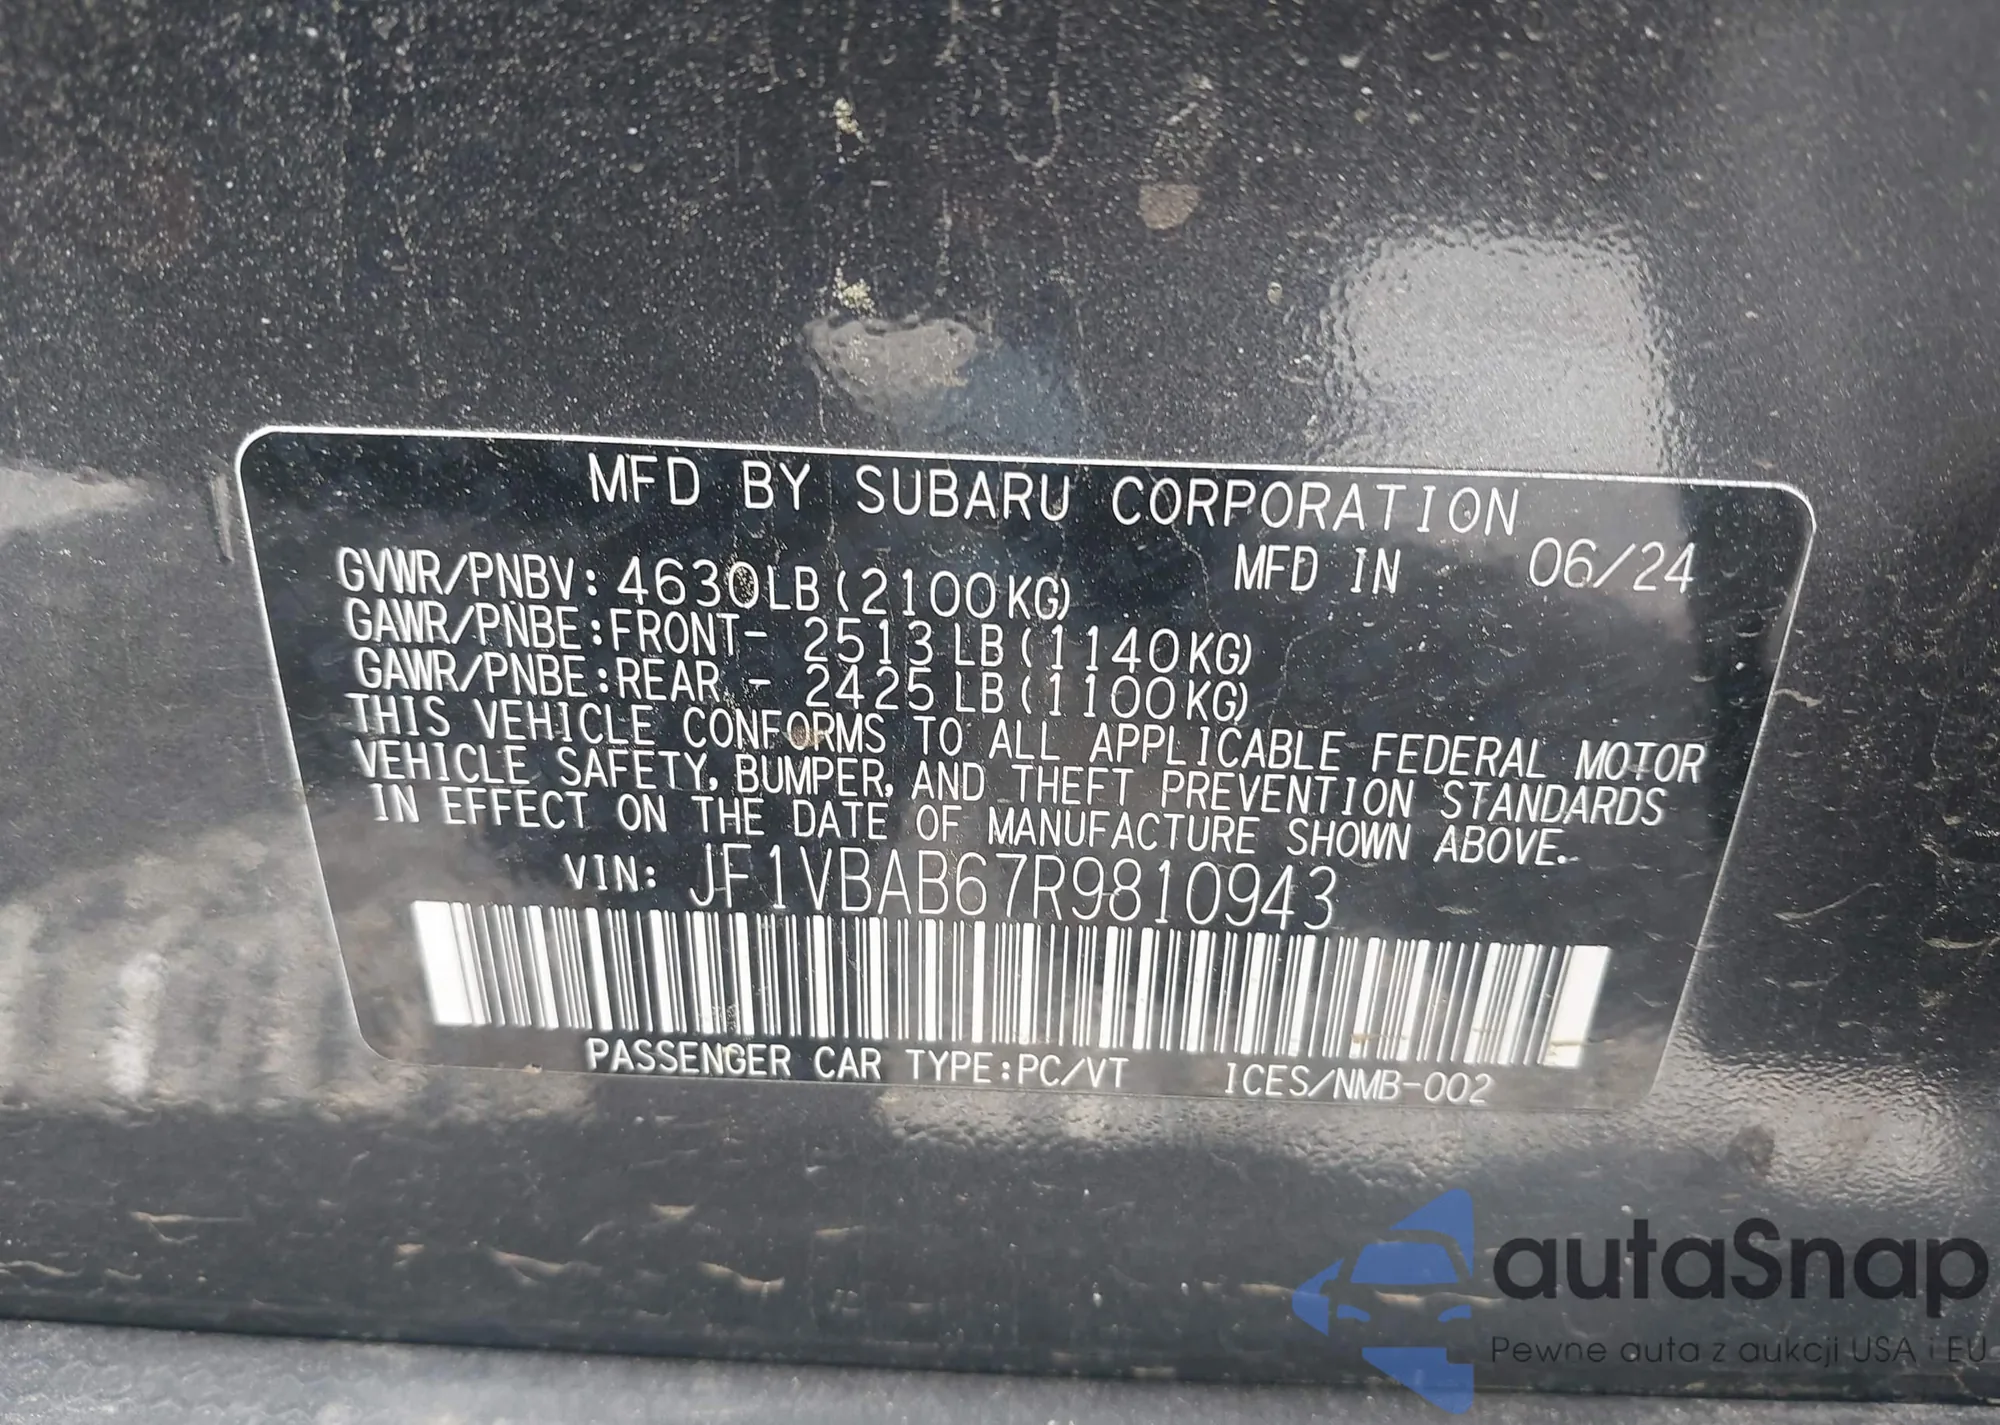 MFD BY SUBARU CORPORATION
MFD IN 06/24
GVWR/PNBV: 4630LB(2100KG)
GAWR/PNBE:FRONT- 2513 LB(1140KG)
GAWR/PNBE:REAR - 2425 LB(1100KG)
THIS VEHICLE CONFORMS TO ALL APPLICABLE FEDERAL MOTOR
VEHICLE SAFETY, BUMPER, AND THEFT PREVENTION STANDARDS
IN EFFECT ON THE DATE OF MANUFACTURE SHOWN ABOVE.
VIN: JF1VBAB67R9810943
PASSENGER CAR TYPE:PC/VT ICES/NMB-002
autaSnap
Pewne auta z aukcji USA i EU